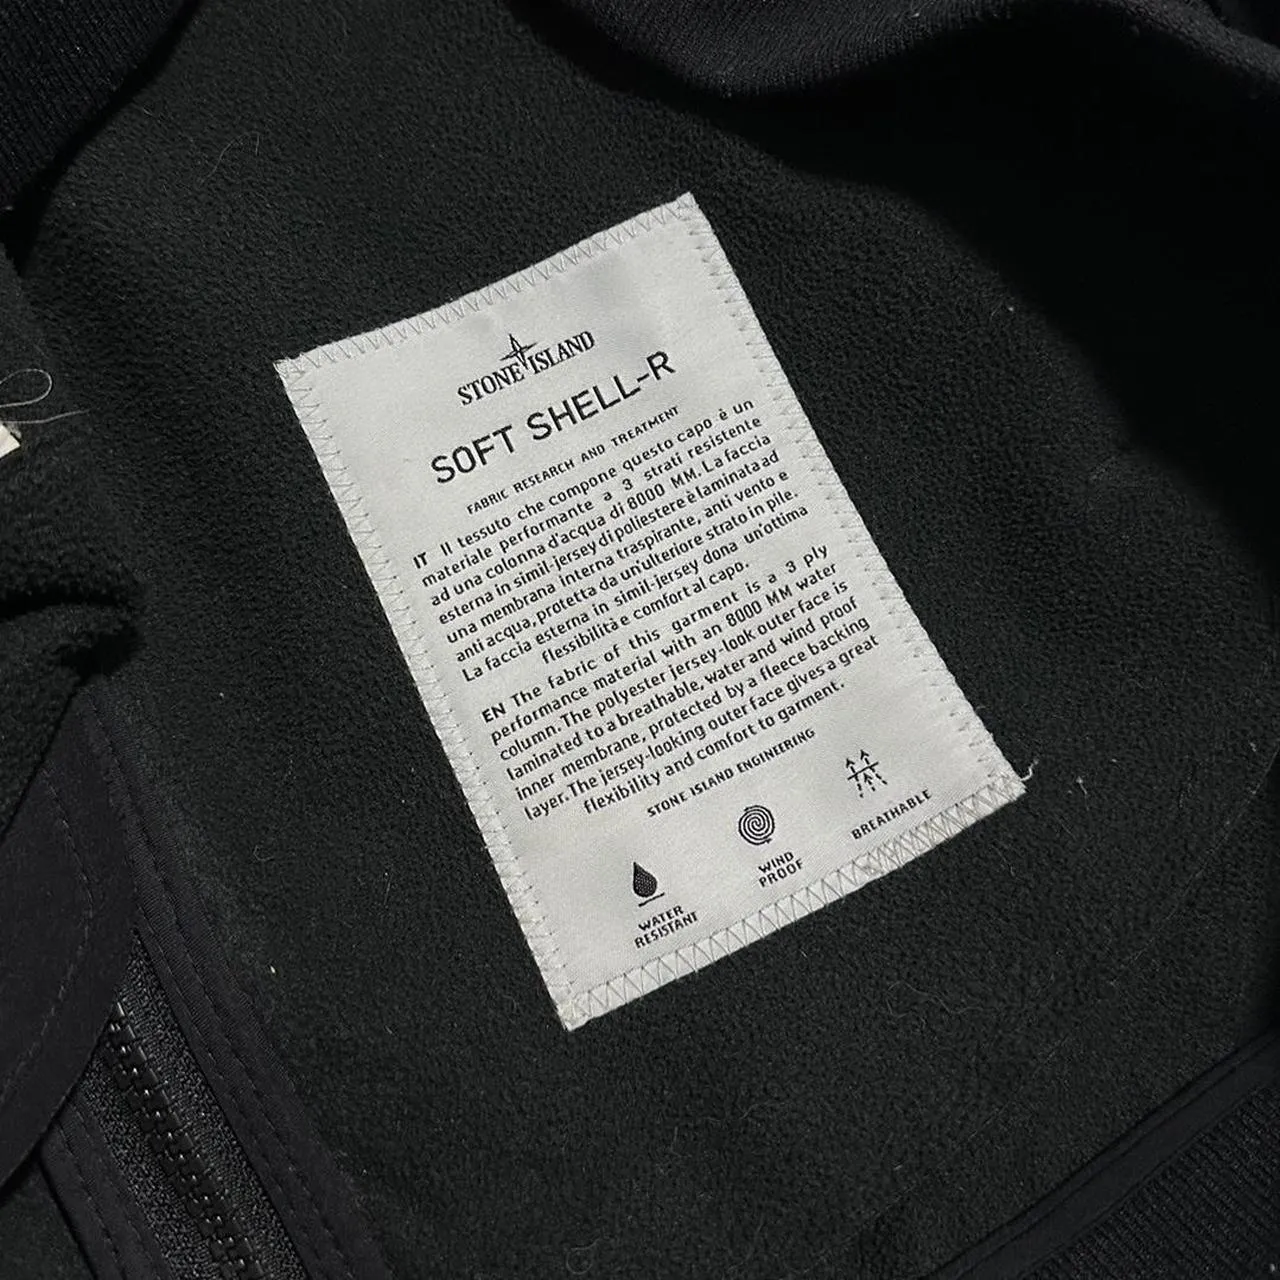 STONE ISLAND
SOFT SHELL-R
FABRIC RESEARCH AND TREATMENT
IT Il tessuto che compone questo capo è un
materiale performante a 3 strati resistente
ad una colonna d'acqua di 8000 MM. La faccia
esterna in simil-jersey di poliestere è laminata ad
una membrana interna traspirante, anti vento e
anti acqua, protetta da un'ulteriore strato in pile.
La faccia esterna in simil-jersey dona un'ottima
flessibilità e comfort al capo.
EN The fabric of this garment is a 3 ply
performance material with an 8000 MM water
column. The polyester jersey-look outer face is
laminated to a breathable, water and wind proof
inner membrane, protected by a fleece backing
layer. The jersey-looking outer face gives a great
flexibility and comfort to garment.
STONE ISLAND ENGINEERING
WATER
RESISTANT
WIND
PROOF
BREATHABLE